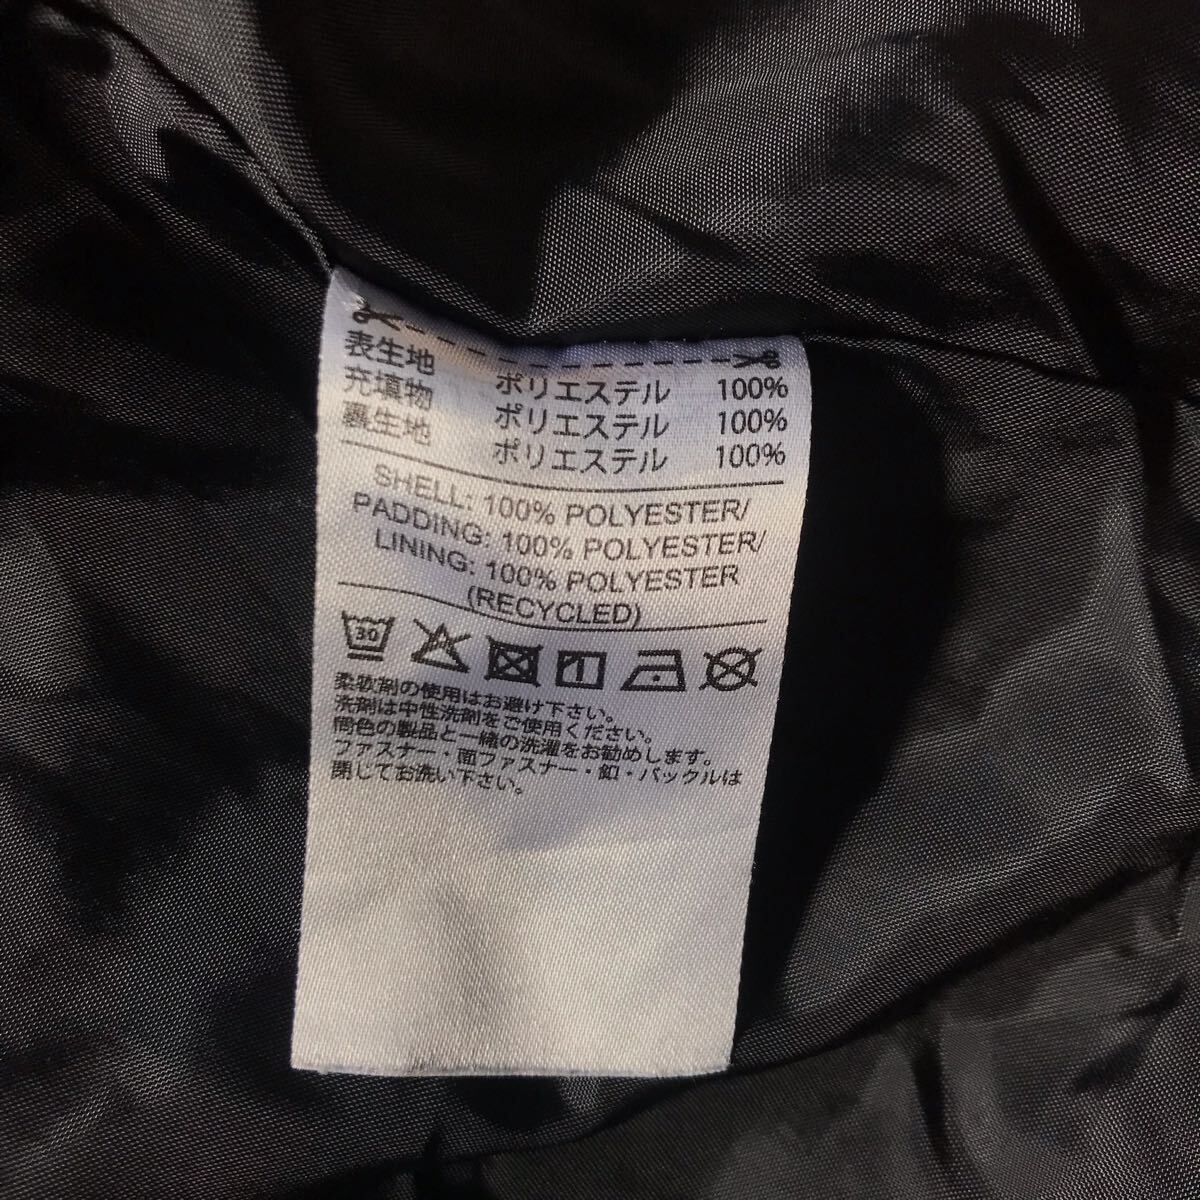 表生地 ポリエステル 100%
充填物 ポリエステル 100%
裏生地 ポリエステル 100%
SHELL: 100% POLYESTER/
PADDING: 100% POLYESTER/
LINING: 100% POLYESTER
(RECYCLED)
30
柔軟剤の使用はお避け下さい。
洗剤は中性洗剤をご使用ください。
同色の製品と一緒の洗濯をお勧めします。
ファスナー・面ファスナー・釦・バックルは
閉じてお洗い下さい。